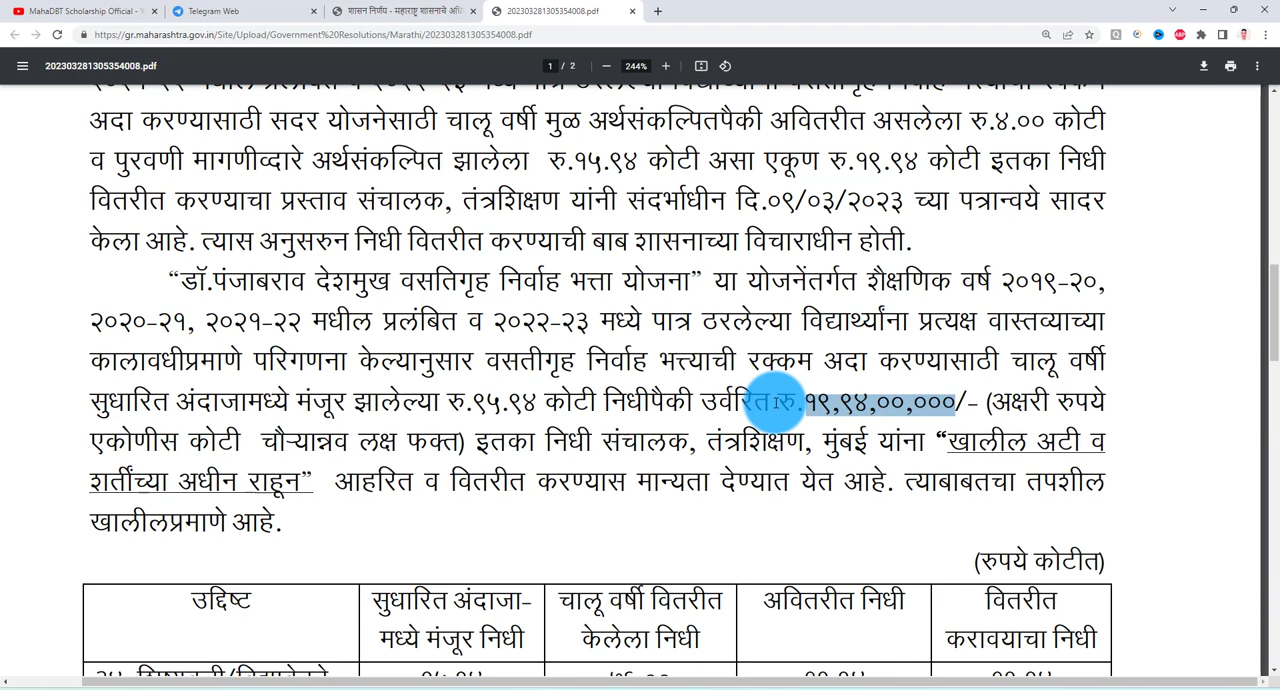 MahaDBT Scholarship Official - Y
Telegram Web
शासन निर्णय - महाराष्ट्र शासनाचे अधि
202303281305354008.pdf
https://gr.maharashtra.gov.in/Site/Upload/Government%20Resolutions/Marathi/202303281305354008.pdf
202303281305354008.pdf
1 / 2
244%
अदा करण्यासाठी सदर योजनेसाठी चालू वर्षी मुळ अर्थसंकल्पितपैकी अवितरीत असलेला रु.४.०० कोटी
व पुरवणी मागणीव्दारे अर्थसंकल्पित झालेला रु.१५.९४ कोटी असा एकूण रु.१९.९४ कोटी इतका निधी
वितरीत करण्याचा प्रस्ताव संचालक, तंत्रशिक्षण यांनी संदर्भाधीन दि.०९/०३/२०२३ च्या पत्रान्वये सादर
केला आहे. त्यास अनुसरुन निधी वितरीत करण्याची बाब शासनाच्या विचाराधीन होती.
“डॉ.पंजाबराव देशमुख वसतिगृह निर्वाह भत्ता योजना” या योजनेंतर्गत शैक्षणिक वर्ष २०१९-२०,
२०२०-२१, २०२१-२२ मधील प्रलंबित व २०२२-२३ मध्ये पात्र ठरलेल्या विद्यार्थ्यांना प्रत्यक्ष वास्तव्याच्या
कालावधीप्रमाणे परिगणना केल्यानुसार वसतीगृह निर्वाह भत्त्याची रक्कम अदा करण्यासाठी चालू वर्षी
सुधारित अंदाजामध्ये मंजूर झालेल्या रु.९५.९४ कोटी निधीपैकी उर्वरित रु.१९,९४,००,०००/- (अक्षरी रुपये
एकोणीस कोटी चौऱ्यान्नव लक्ष फक्त) इतका निधी संचालक, तंत्रशिक्षण, मुंबई यांना “खालील अटी व
शर्तींच्या अधीन राहून” आहरित व वितरीत करण्यास मान्यता देण्यात येत आहे. त्याबाबतचा तपशील
खालीलप्रमाणे आहे.
(रुपये कोटीत)
उद्दिष्ट
सुधारित अंदाजा-
मध्ये मंजूर निधी
चालू वर्षी वितरीत
केलेला निधी
अवितरीत निधी
वितरीत
करावयाचा निधी